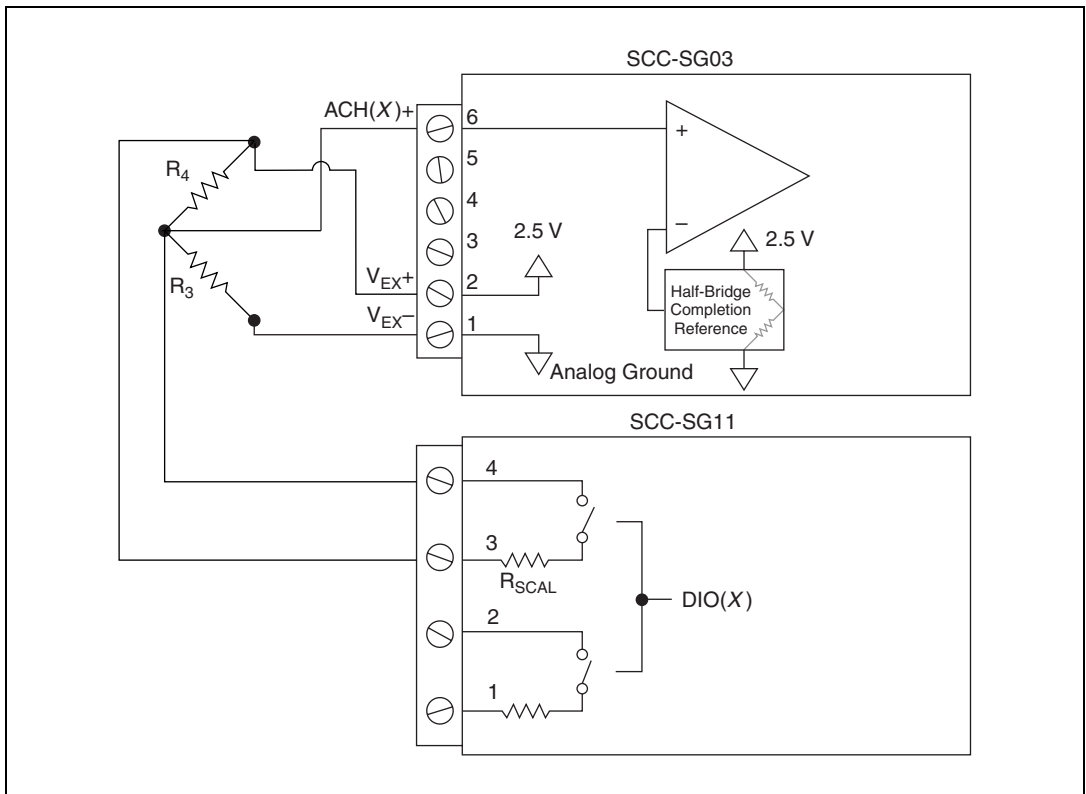 SCC-SG03
ACH(X)+
6
5
4
3
2
1
R4
R3
VEX+
VEX–
2.5 V
+
–
2.5 V
Half-Bridge
Completion
Reference
Analog Ground
SCC-SG11
4
3
RSCAL
2
1
DIO(X)